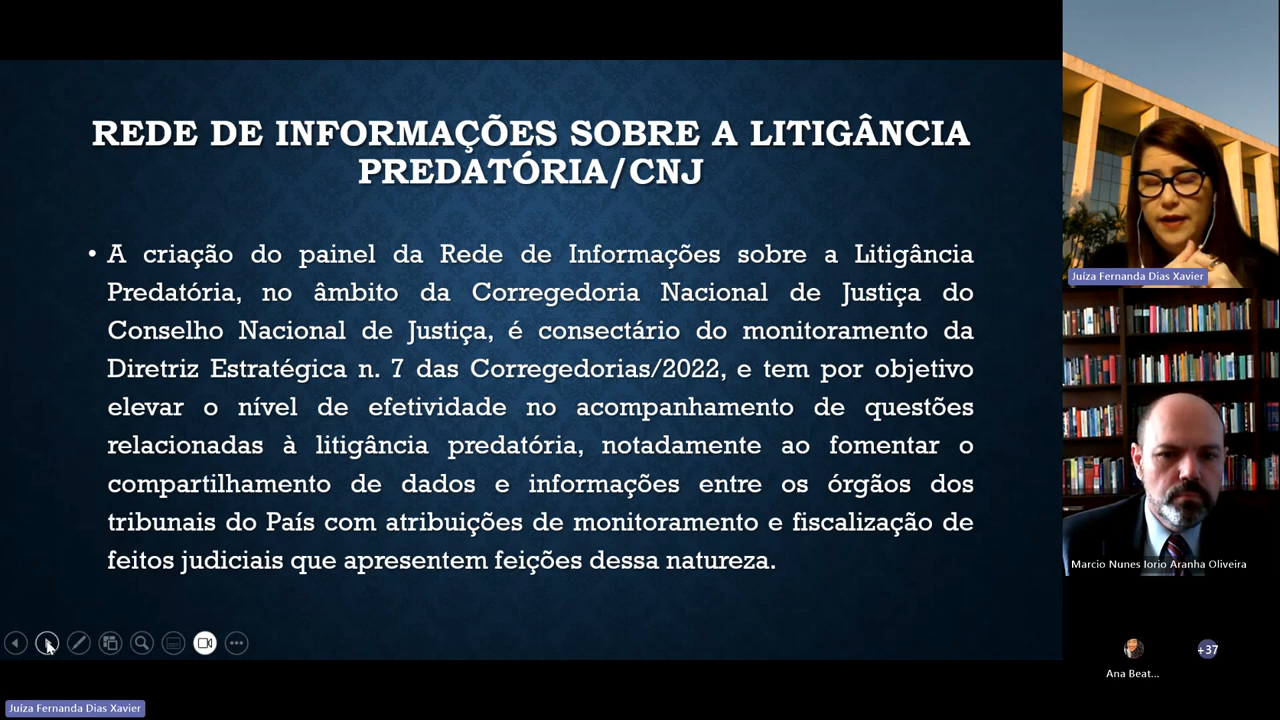 REDE DE INFORMAÇÕES SOBRE A LITIGÂNCIA
PREDATÓRIA/CNJ
• A criação do painel da Rede de Informações sobre a Litigância
Predatória, no âmbito da Corregedoria Nacional de Justiça do
Conselho Nacional de Justiça, é consectário do monitoramento da
Diretriz Estratégica n. 7 das Corregedorias/2022, e tem por objetivo
elevar o nível de efetividade no acompanhamento de questões
relacionadas à litigância predatória, notadamente ao fomentar o
compartilhamento de dados e informações entre os órgãos dos
tribunais do País com atribuições de monitoramento e fiscalização de
feitos judiciais que apresentem feições dessa natureza.
Juíza Fernanda Dias Xavier
Marcio Nunes Iorio Aranha Oliveira
Ana Beat...
+37
Juíza Fernanda Dias Xavier